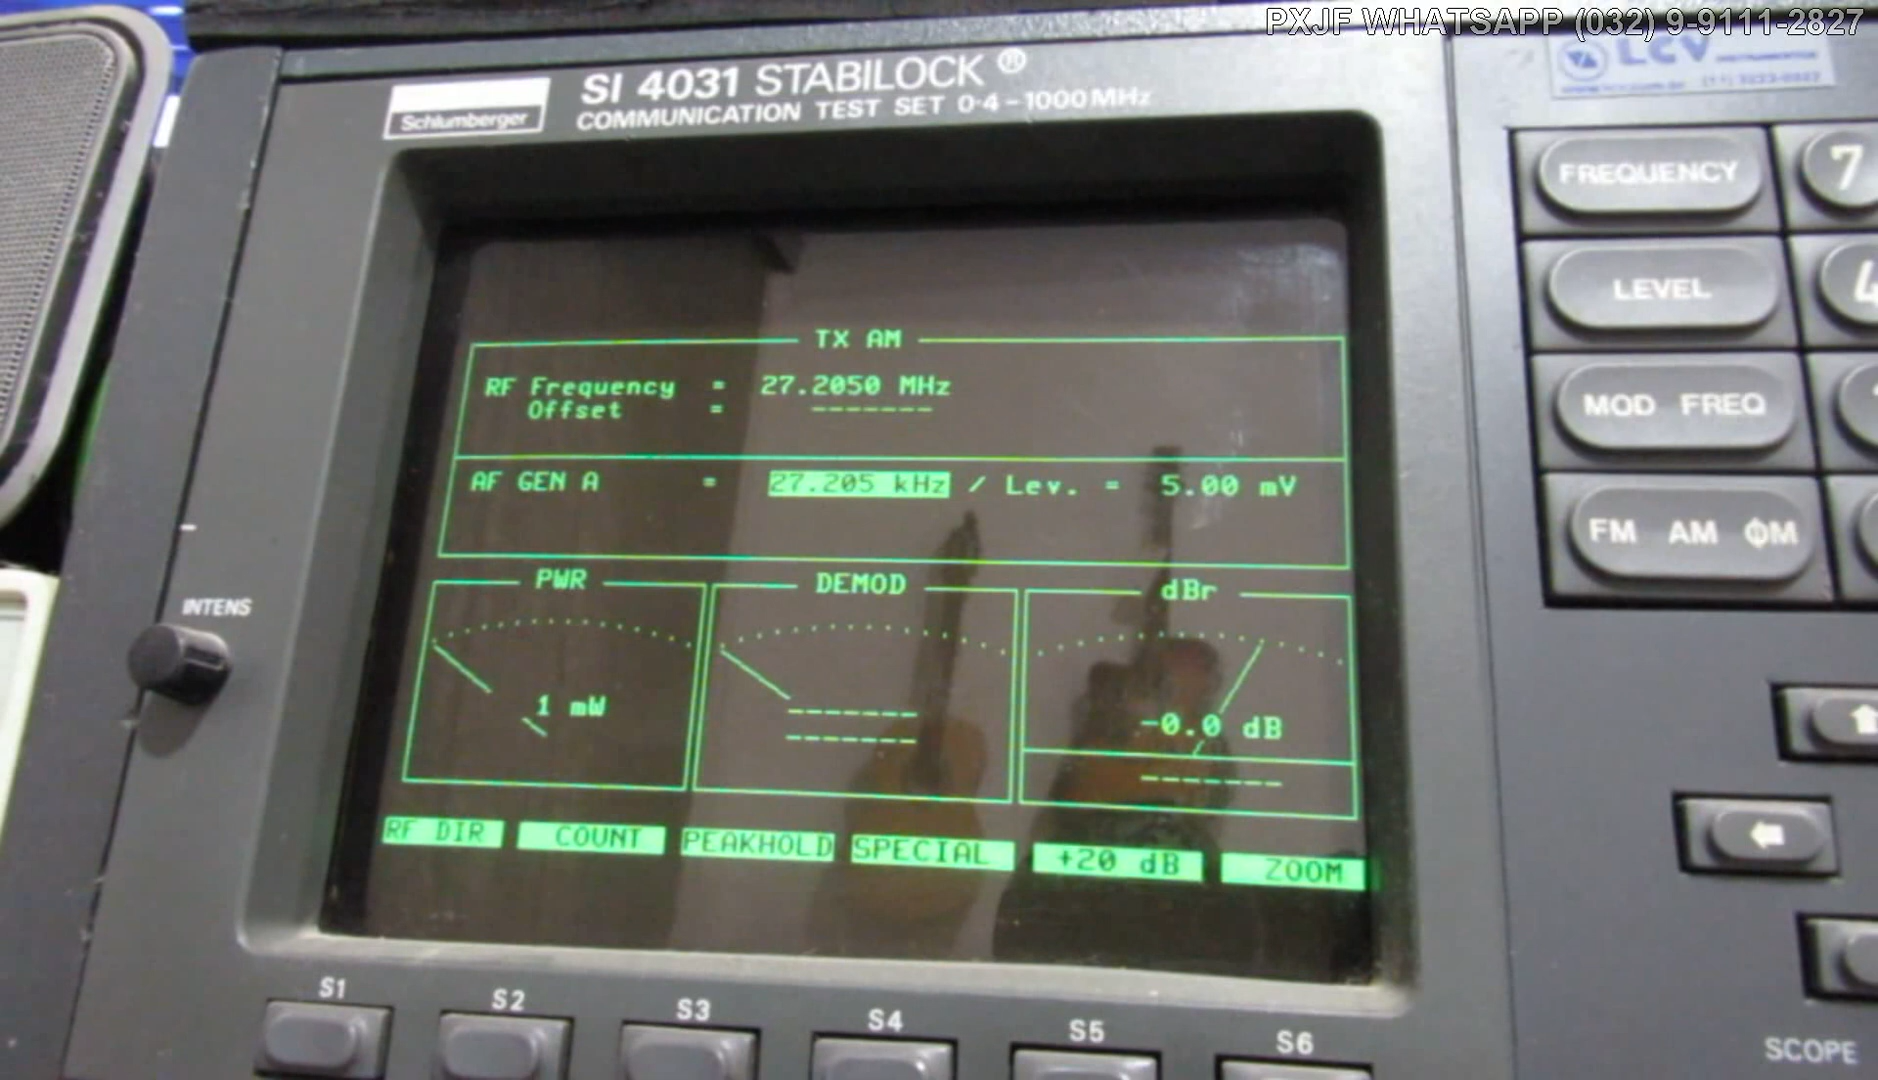 PXJF WHATSAPP (032) 9-9111-2827
LCV
Schlumberger
SI 4031 STABILOCK ®
COMMUNICATION TEST SET 0·4-1000MHz
FREQUENCY
7
LEVEL
4
MOD FREQ
FM AM ΦM
TX AM
RF Frequency = 27.2050 MHz
Offset = -------
AF GEN A = 27.205 kHz / Lev. = 5.00 mV
PWR
DEMOD
dBr
1 mW
-------
-------
-0.0 dB
-------
RF DIR
COUNT
PEAKHOLD
SPECIAL
+20 dB
ZOOM
INTENS
S1
S2
S3
S4
S5
S6
SCOPE